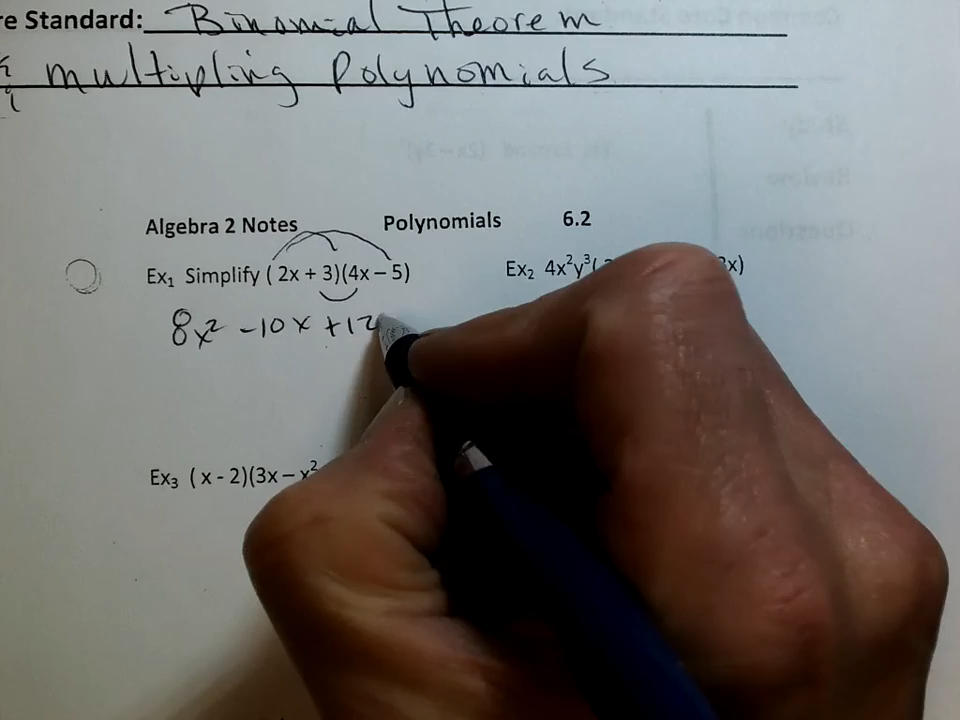 re Standard: Binomial Theorem
& multipling Polynomials
Algebra 2 Notes Polynomials 6.2
Ex₁ Simplify ( 2x + 3)(4x – 5)
Ex₂ 4x²y³( x)
8x² -10x +12
Ex₃ ( x - 2)(3x – x²